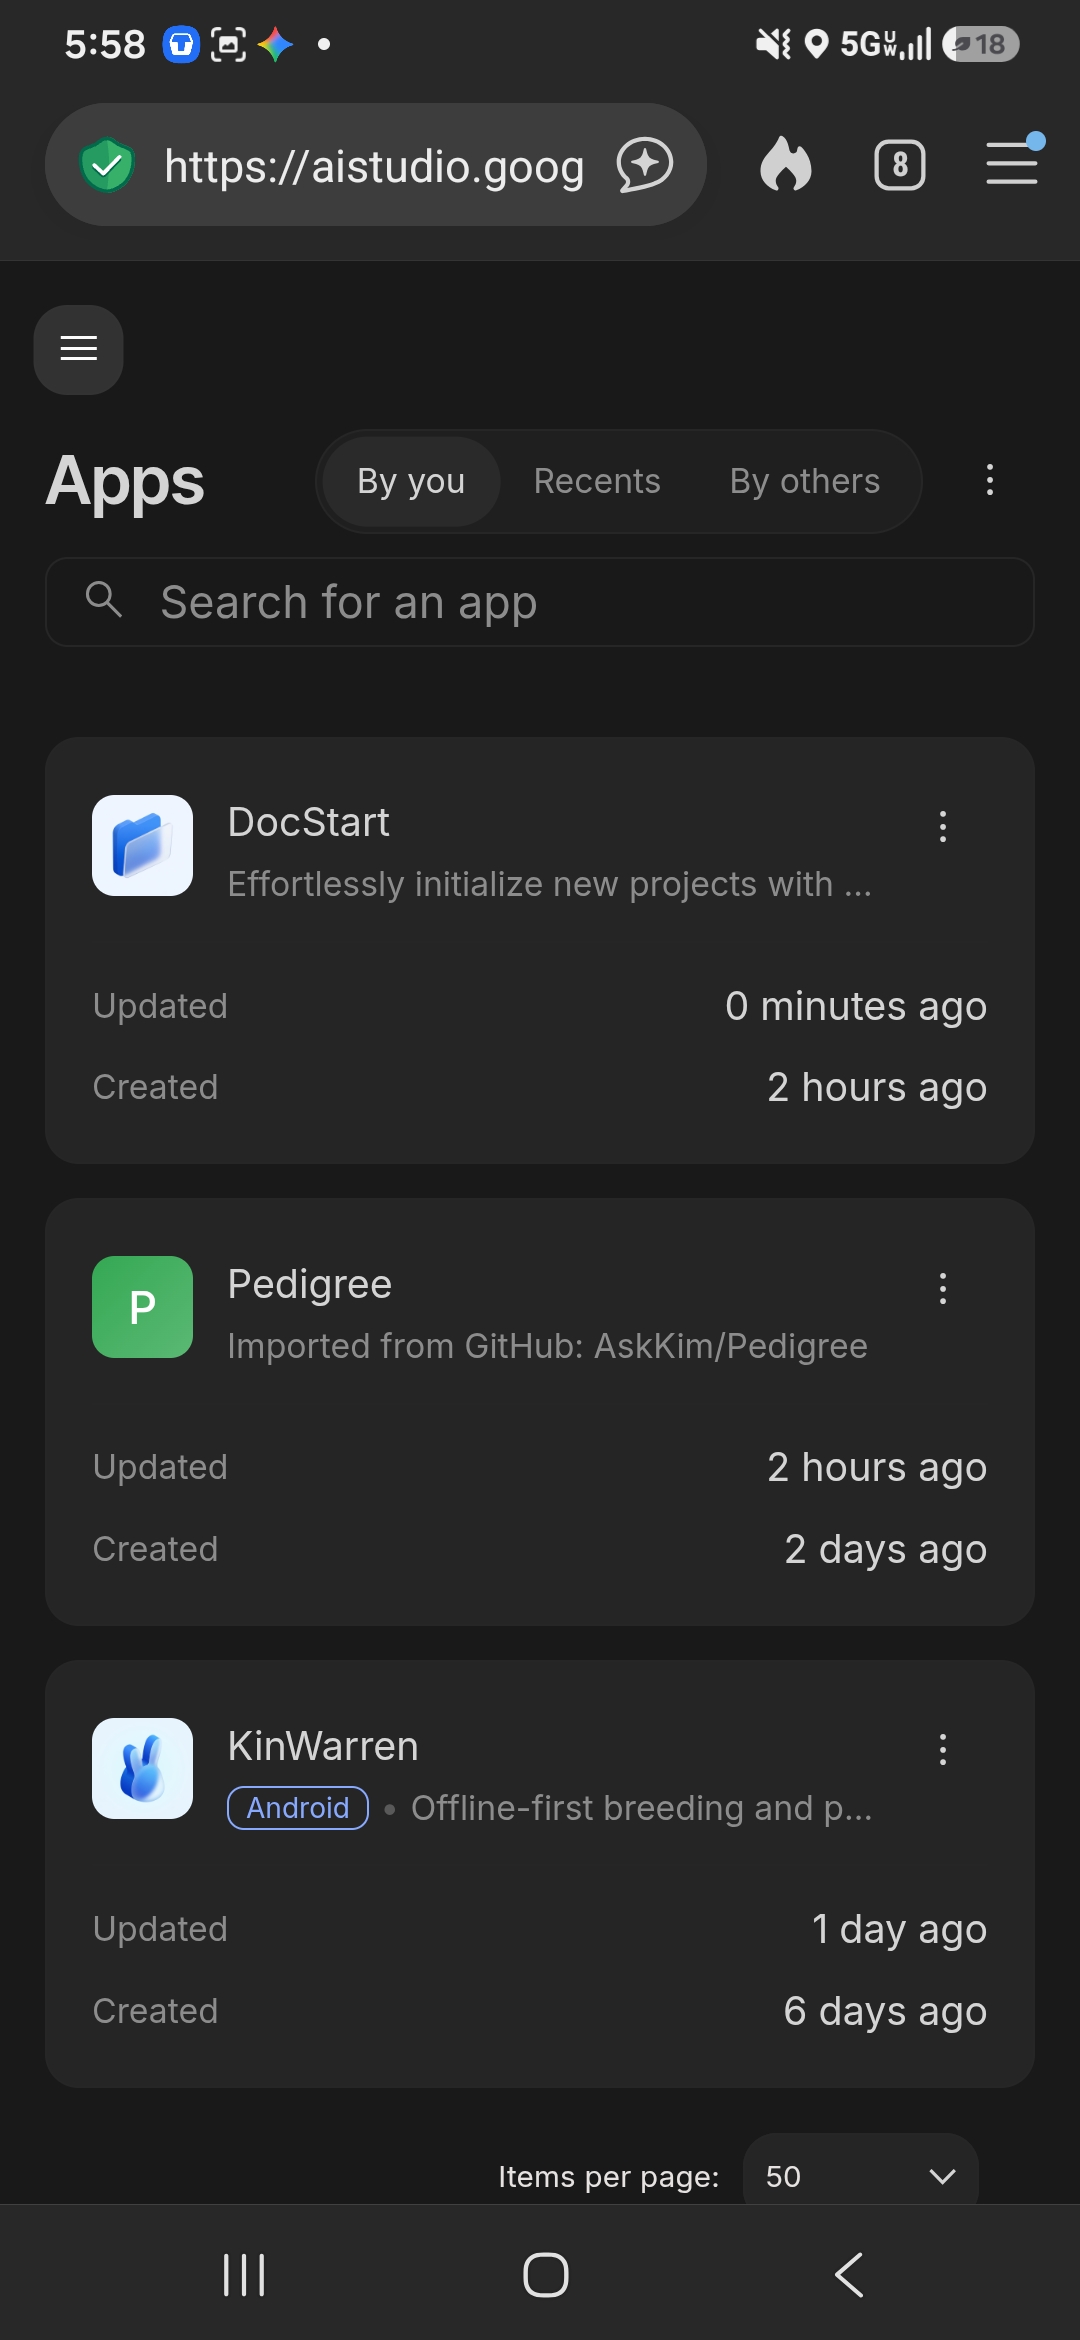 5:58
5G UW 18
https://aistudio.goog
8
Apps
By you Recents By others
Search for an app
DocStart
Effortlessly initialize new projects with ...
Updated 0 minutes ago
Created 2 hours ago
P
Pedigree
Imported from GitHub: AskKim/Pedigree
Updated 2 hours ago
Created 2 days ago
KinWarren
Android • Offline-first breeding and p...
Updated 1 day ago
Created 6 days ago
Items per page: 50